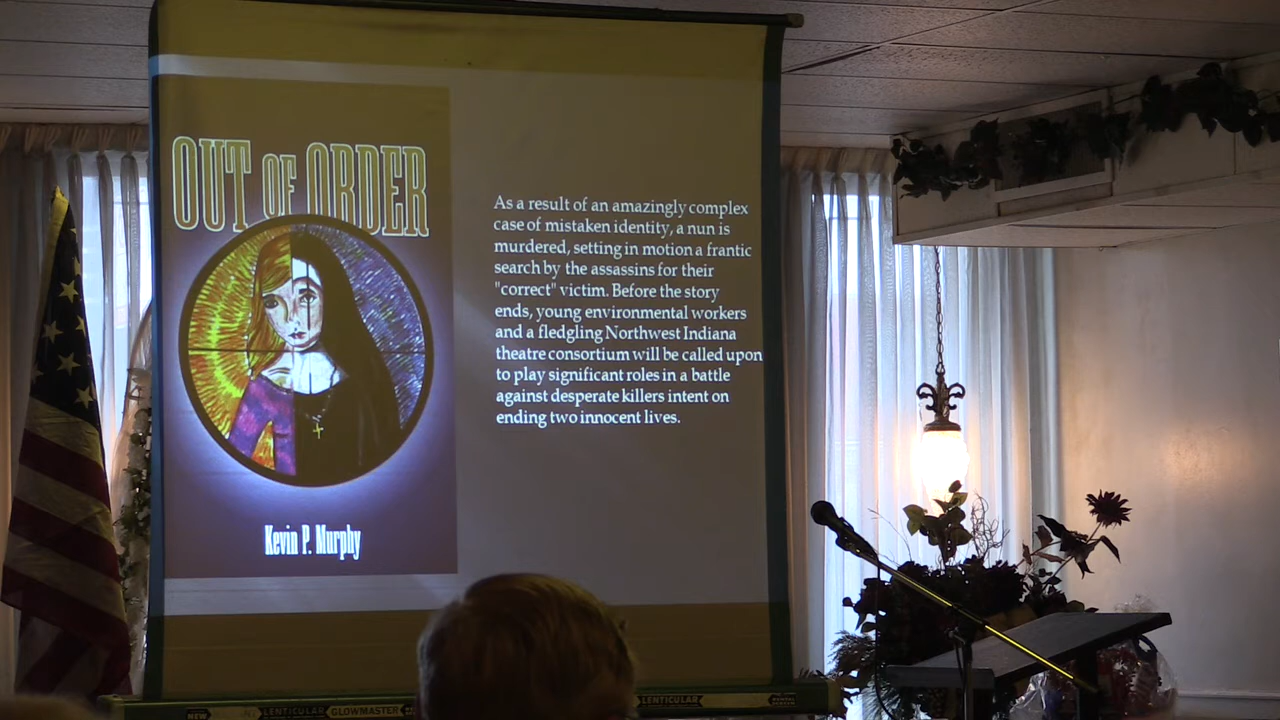 OUT OF ORDER
As a result of an amazingly complex
case of mistaken identity, a nun is
murdered, setting in motion a frantic
search by the assassins for their
"correct" victim. Before the story
ends, young environmental workers
and a fledgling Northwest Indiana
theatre consortium will be called upon
to play significant roles in a battle
against desperate killers intent on
ending two innocent lives.
Kevin P. Murphy
NEW LENTICULAR GLOWMASTER LENTICULAR